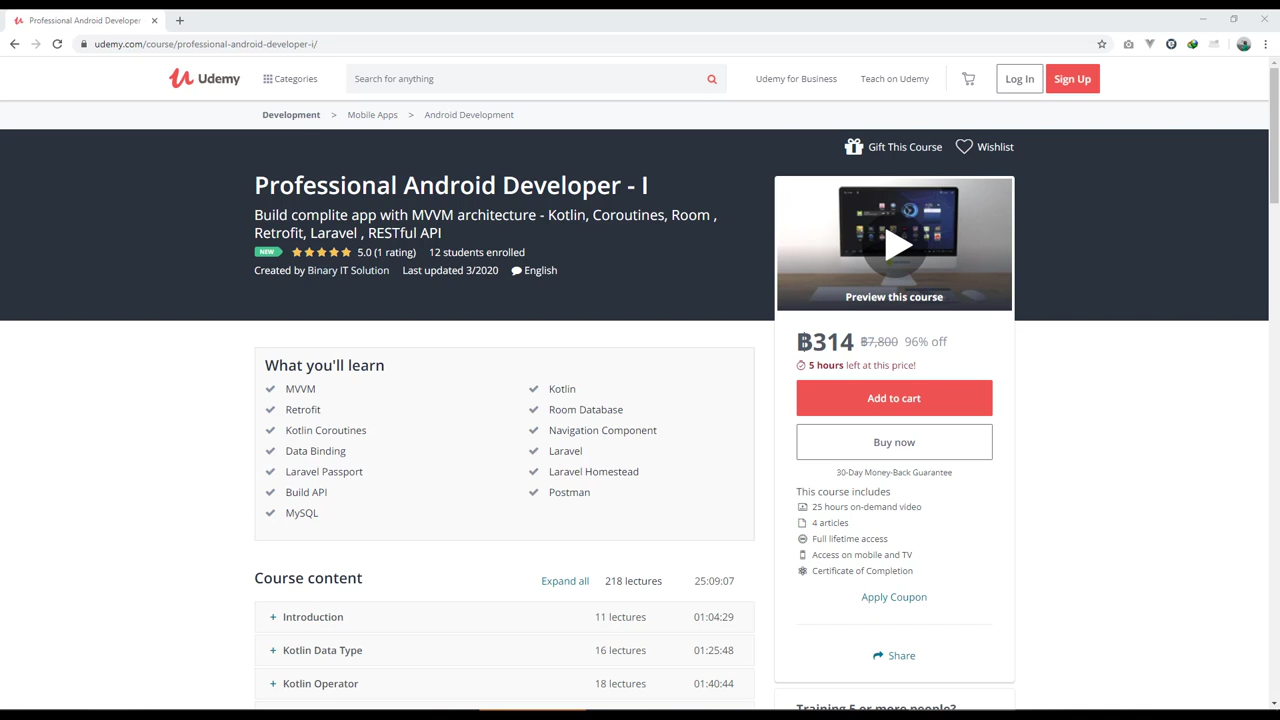 Professional Android Developer
udemy.com/course/professional-android-developer-i/
Udemy
Categories
Search for anything
Udemy for Business
Teach on Udemy
Log In
Sign Up
Development > Mobile Apps > Android Development
Gift This Course
Wishlist
Professional Android Developer - I
Build complite app with MVVM architecture - Kotlin, Coroutines, Room ,
Retrofit, Laravel , RESTful API
NEW 5.0 (1 rating) 12 students enrolled
Created by Binary IT Solution Last updated 3/2020 English
Preview this course
฿314 ฿7,800 96% off
5 hours left at this price!
Add to cart
Buy now
30-Day Money-Back Guarantee
This course includes
25 hours on-demand video
4 articles
Full lifetime access
Access on mobile and TV
Certificate of Completion
Apply Coupon
Share
What you'll learn
MVVM
Kotlin
Retrofit
Room Database
Kotlin Coroutines
Navigation Component
Data Binding
Laravel
Laravel Passport
Laravel Homestead
Build API
Postman
MySQL
Course content
Expand all 218 lectures 25:09:07
+ Introduction 11 lectures 01:04:29
+ Kotlin Data Type 16 lectures 01:25:48
+ Kotlin Operator 18 lectures 01:40:44
Training 5 or more people?